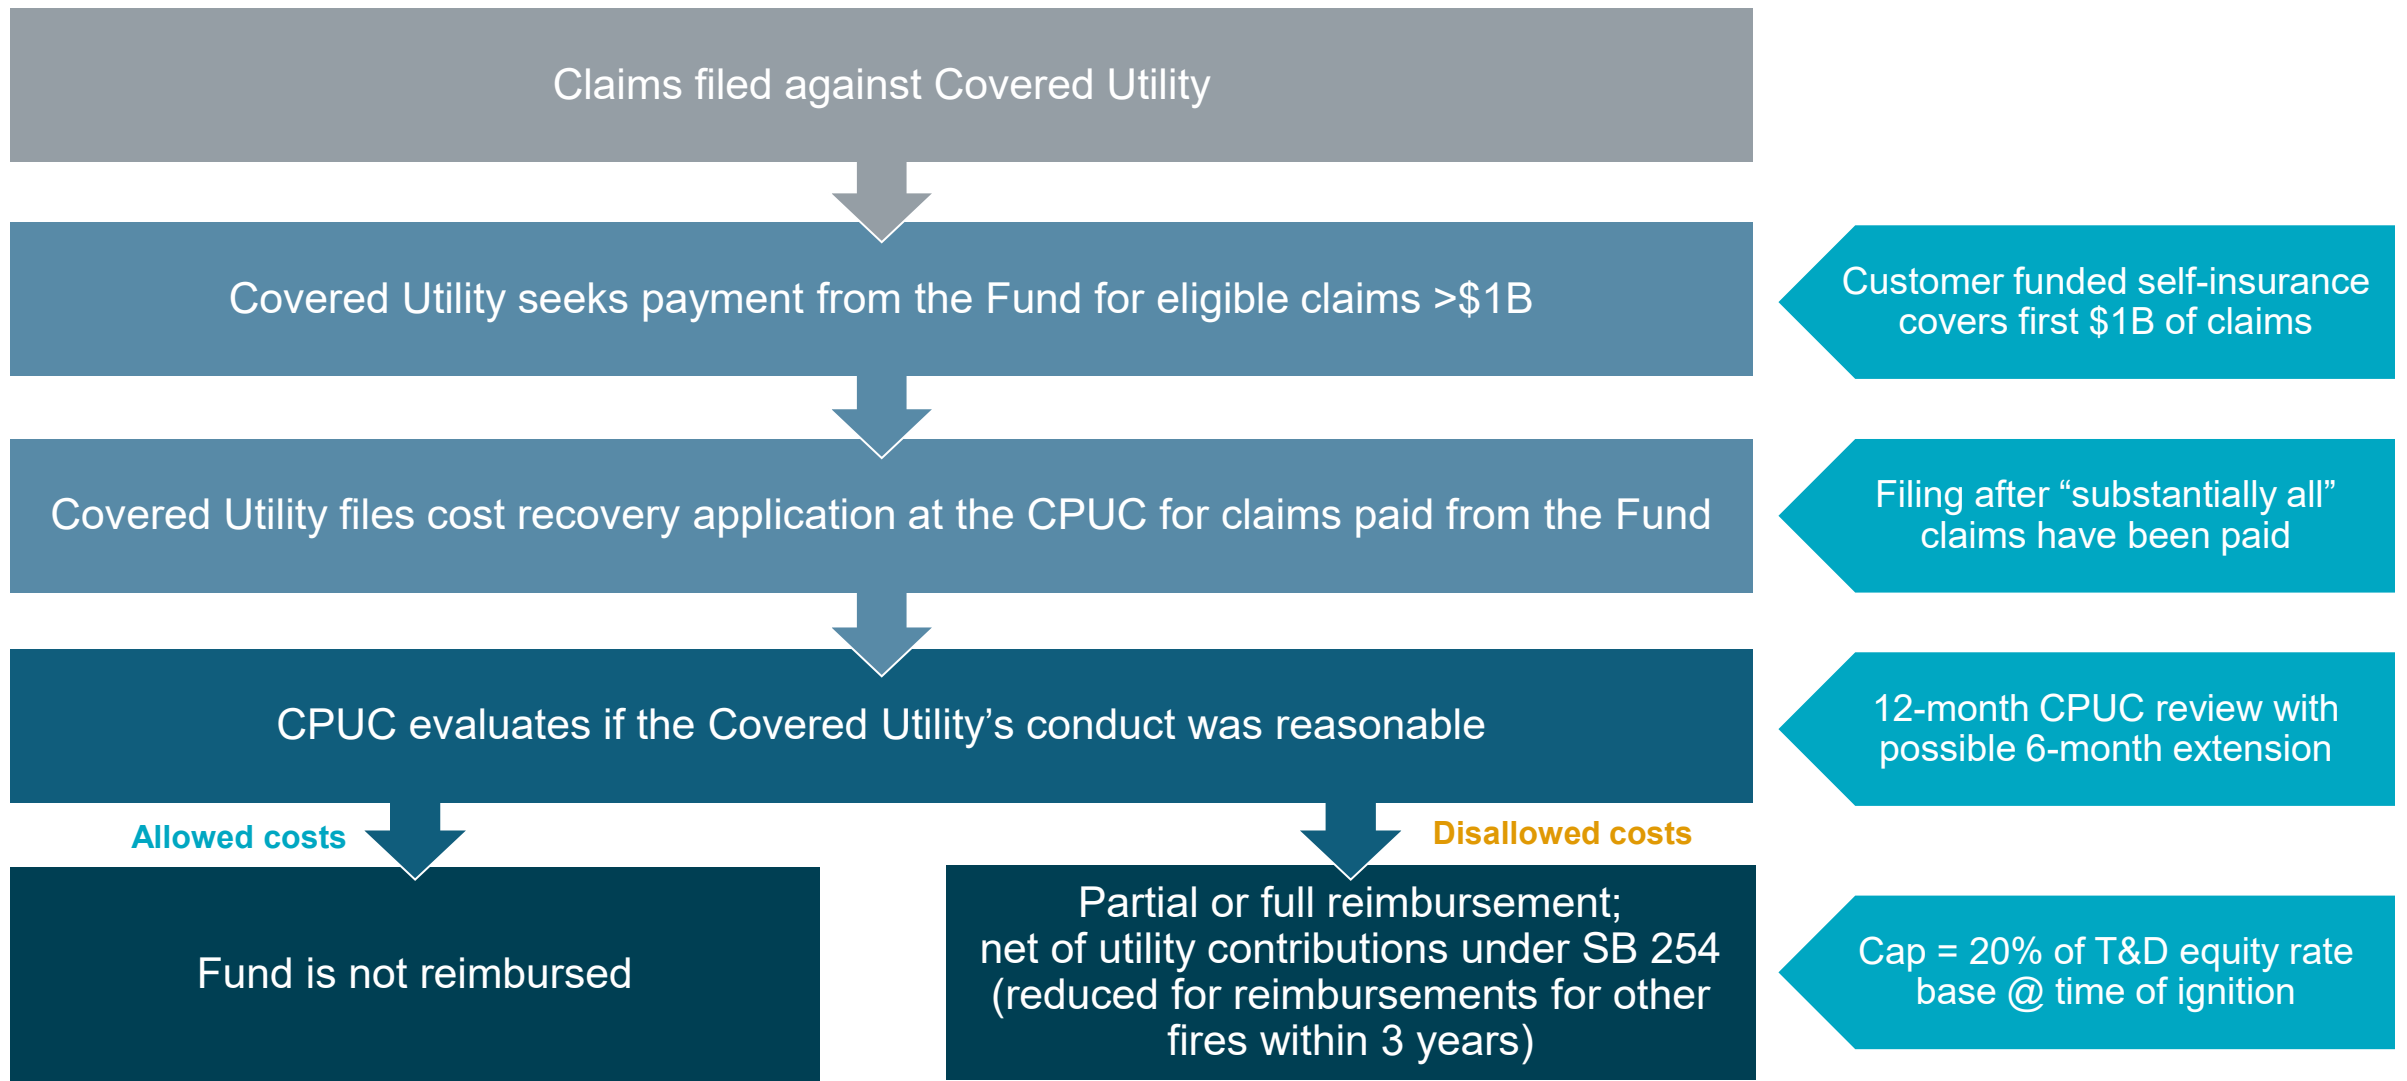 Claims filed against Covered Utility
Covered Utility seeks payment from the Fund for eligible claims >$1B
Customer funded self-insurance
covers first $1B of claims
Covered Utility files cost recovery application at the CPUC for claims paid from the Fund
Filing after “substantially all”
claims have been paid
CPUC evaluates if the Covered Utility’s conduct was reasonable
12-month CPUC review with
possible 6-month extension
Allowed costs
Disallowed costs
Fund is not reimbursed
Partial or full reimbursement;
net of utility contributions under SB 254
(reduced for reimbursements for other
fires within 3 years)
Cap = 20% of T&D equity rate
base @ time of ignition